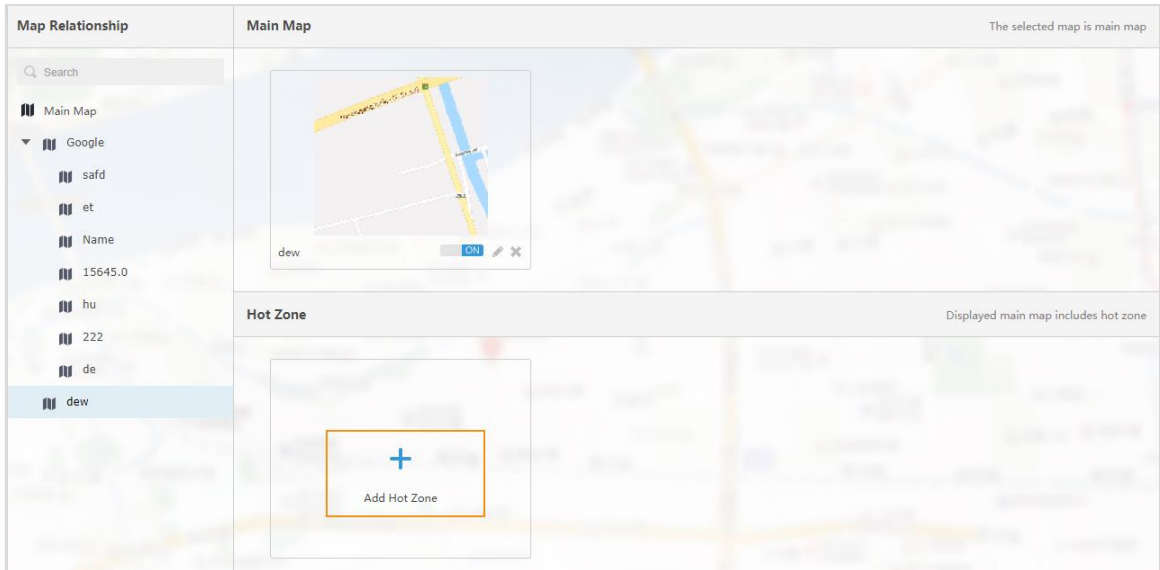 Map Relationship
Search
Main Map
Google
safd
et
Name
15645.0
hu
222
de
dew
Main Map
The selected map is main map
dew
ON
Hot Zone
Displayed main map includes hot zone
Add Hot Zone